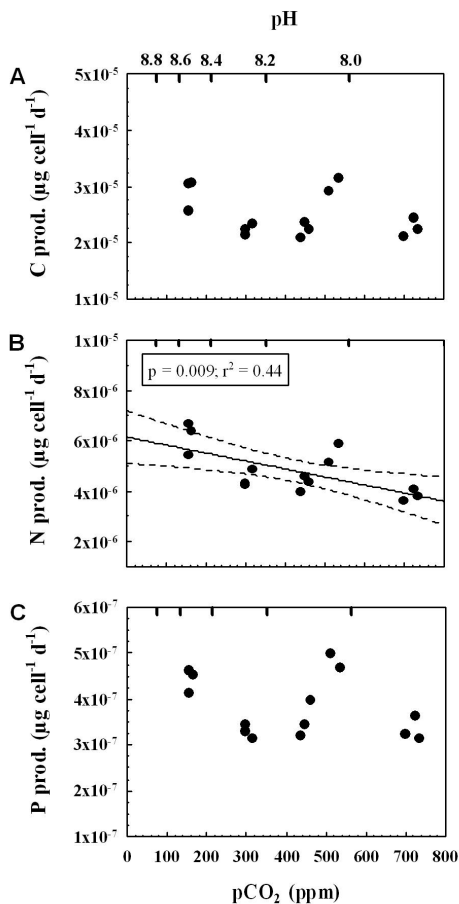 pH
8.8 8.6 8.4 8.2 8.0
A
5x10⁻⁵
4x10⁻⁵
3x10⁻⁵
2x10⁻⁵
1x10⁻⁵
C prod. (µg cell⁻¹ d⁻¹)
B
1x10⁻⁵
8x10⁻⁶
6x10⁻⁶
4x10⁻⁶
2x10⁻⁶
N prod. (µg cell⁻¹ d⁻¹)
p = 0.009; r² = 0.44
C
6x10⁻⁷
5x10⁻⁷
4x10⁻⁷
3x10⁻⁷
2x10⁻⁷
1x10⁻⁷
P prod. (µg cell⁻¹ d⁻¹)
0 100 200 300 400 500 600 700 800
pCO₂ (ppm)